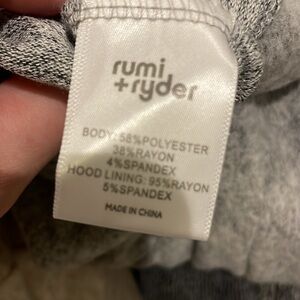 rumi
+ryder
BODY: 58%POLYESTER
38%RAYON
4%SPANDEX
HOOD LINING: 95%RAYON
5%SPANDEX
MADE IN CHINA